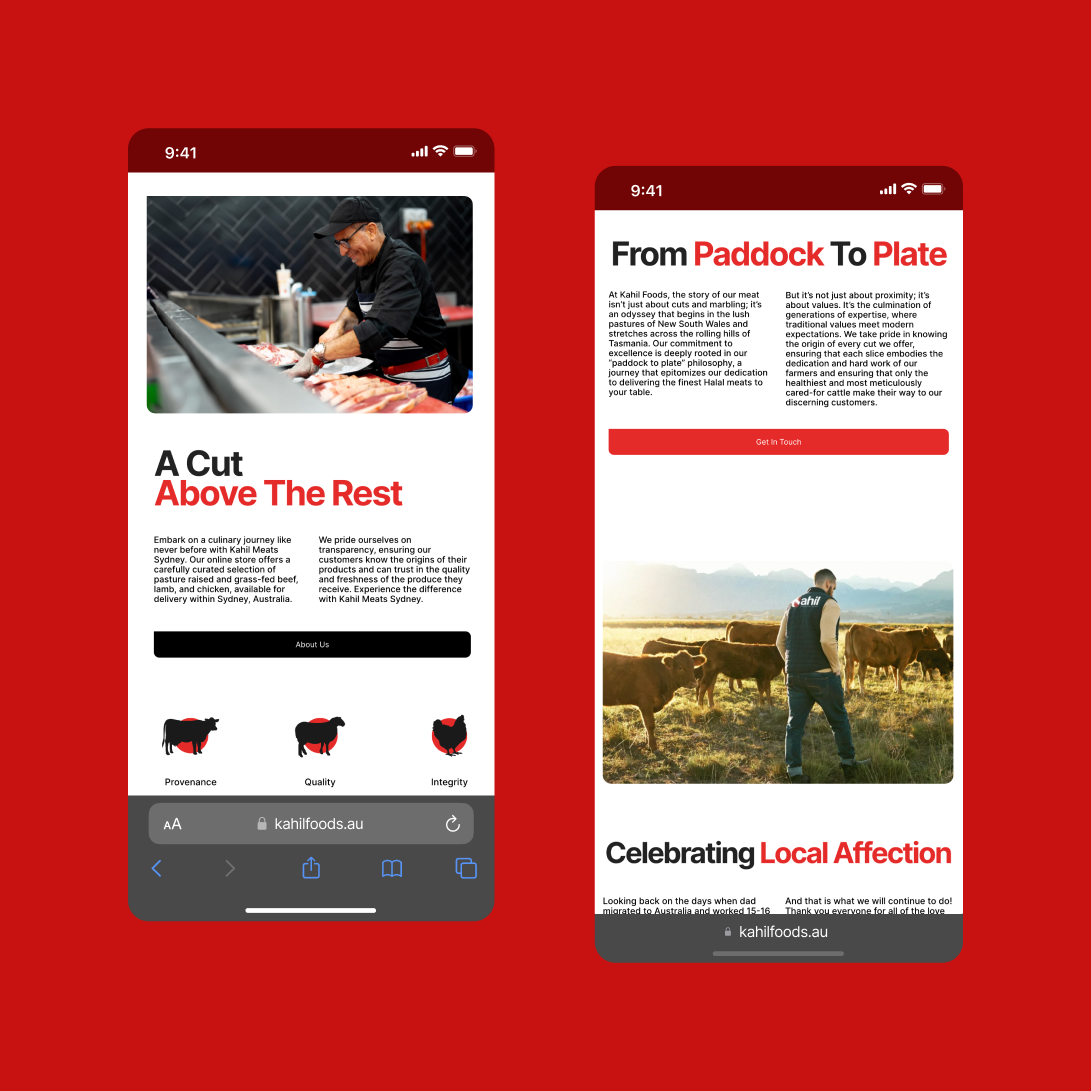 9:41
A Cut
Above The Rest
Embark on a culinary journey like
never before with Kahil Meats
Sydney. Our online store offers a
carefully curated selection of
pasture raised and grass-fed beef,
lamb, and chicken, available for
delivery within Sydney, Australia.
We pride ourselves on
transparency, ensuring our
customers know the origins of their
products and can trust in the quality
and freshness of the produce they
receive. Experience the difference
with Kahil Meats Sydney.
About Us
Provenance
Quality
Integrity
AA
kahilfoods.au
9:41
From Paddock To Plate
At Kahil Foods, the story of our meat
isn't just about cuts and marbling; it's
an odyssey that begins in the lush
pastures of New South Wales and
stretches across the rolling hills of
Tasmania. Our commitment to
excellence is deeply rooted in our
"paddock to plate" philosophy, a
journey that epitomizes our dedication
to delivering the finest Halal meats to
your table.
But it's not just about proximity; it's
about values. It's the culmination of
generations of expertise, where
traditional values meet modern
expectations. We take pride in knowing
the origin of every cut we offer,
ensuring that each slice embodies the
dedication and hard work of our
farmers and ensuring that only the
healthiest and most meticulously
cared-for cattle make their way to our
discerning customers.
Get In Touch
Kahil
Celebrating Local Affection
Looking back on the days when dad
migrated to Australia and worked 15-16
And that is what we will continue to do!
Thank you everyone for all of the love
kahilfoods.au